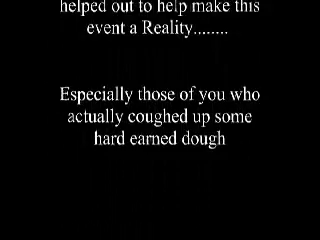 helped out to help make this
event a Reality........
Especially those of you who
actually coughed up some
hard earned dough